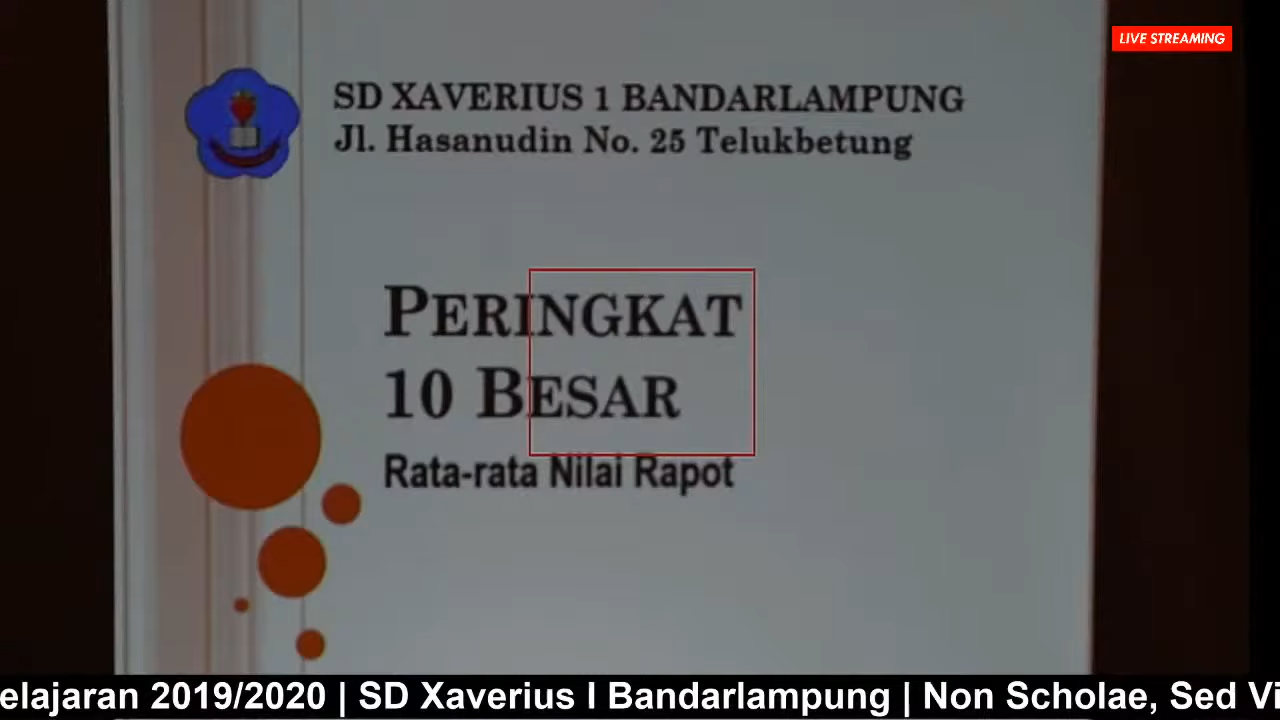 LIVE STREAMING
SD XAVERIUS 1 BANDARLAMPUNG
Jl. Hasanudin No. 25 Telukbetung
PERINGKAT
10 BESAR
Rata-rata Nilai Rapot
elajaran 2019/2020 | SD Xaverius I Bandarlampung | Non Scholae, Sed Vi